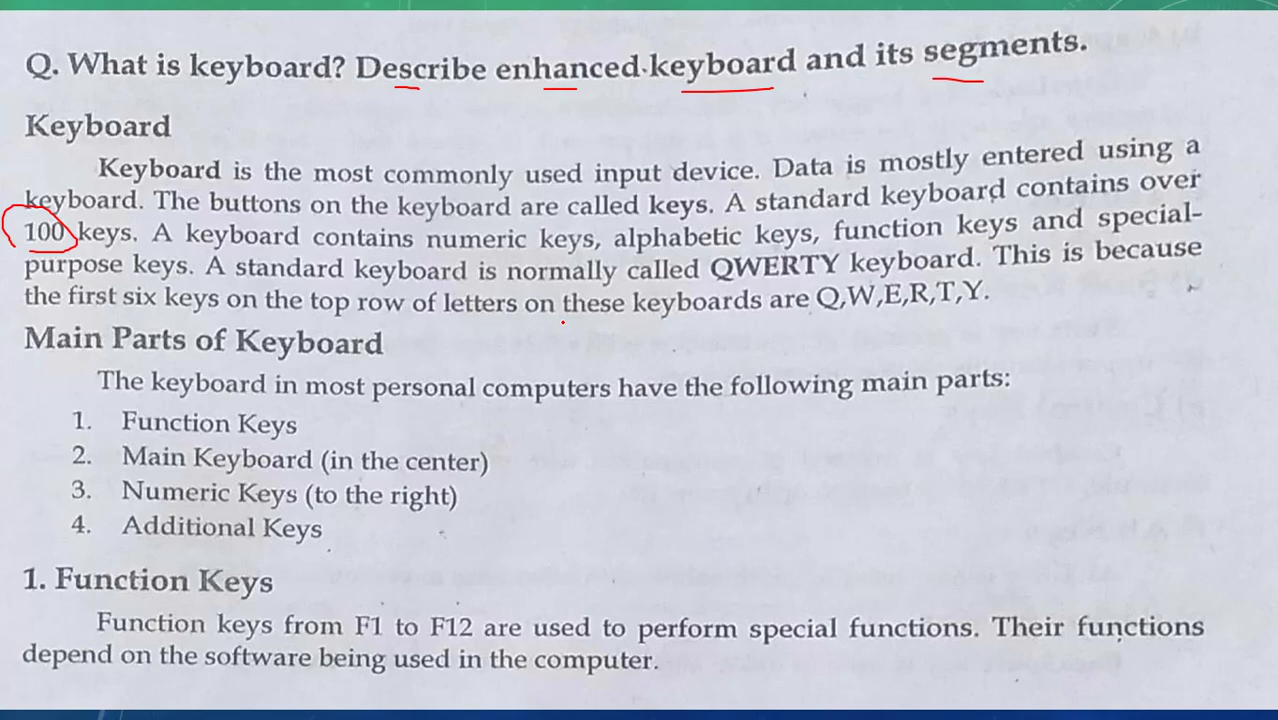 Q. What is keyboard? Describe enhanced keyboard and its segments.
Keyboard
Keyboard is the most commonly used input device. Data is mostly entered using a
keyboard. The buttons on the keyboard are called keys. A standard keyboard contains over
100 keys. A keyboard contains numeric keys, alphabetic keys, function keys and special-
purpose keys. A standard keyboard is normally called QWERTY keyboard. This is because
the first six keys on the top row of letters on these keyboards are Q,W,E,R,T,Y.
Main Parts of Keyboard
The keyboard in most personal computers have the following main parts:
1. Function Keys
2. Main Keyboard (in the center)
3. Numeric Keys (to the right)
4. Additional Keys
1. Function Keys
Function keys from F1 to F12 are used to perform special functions. Their functions
depend on the software being used in the computer.